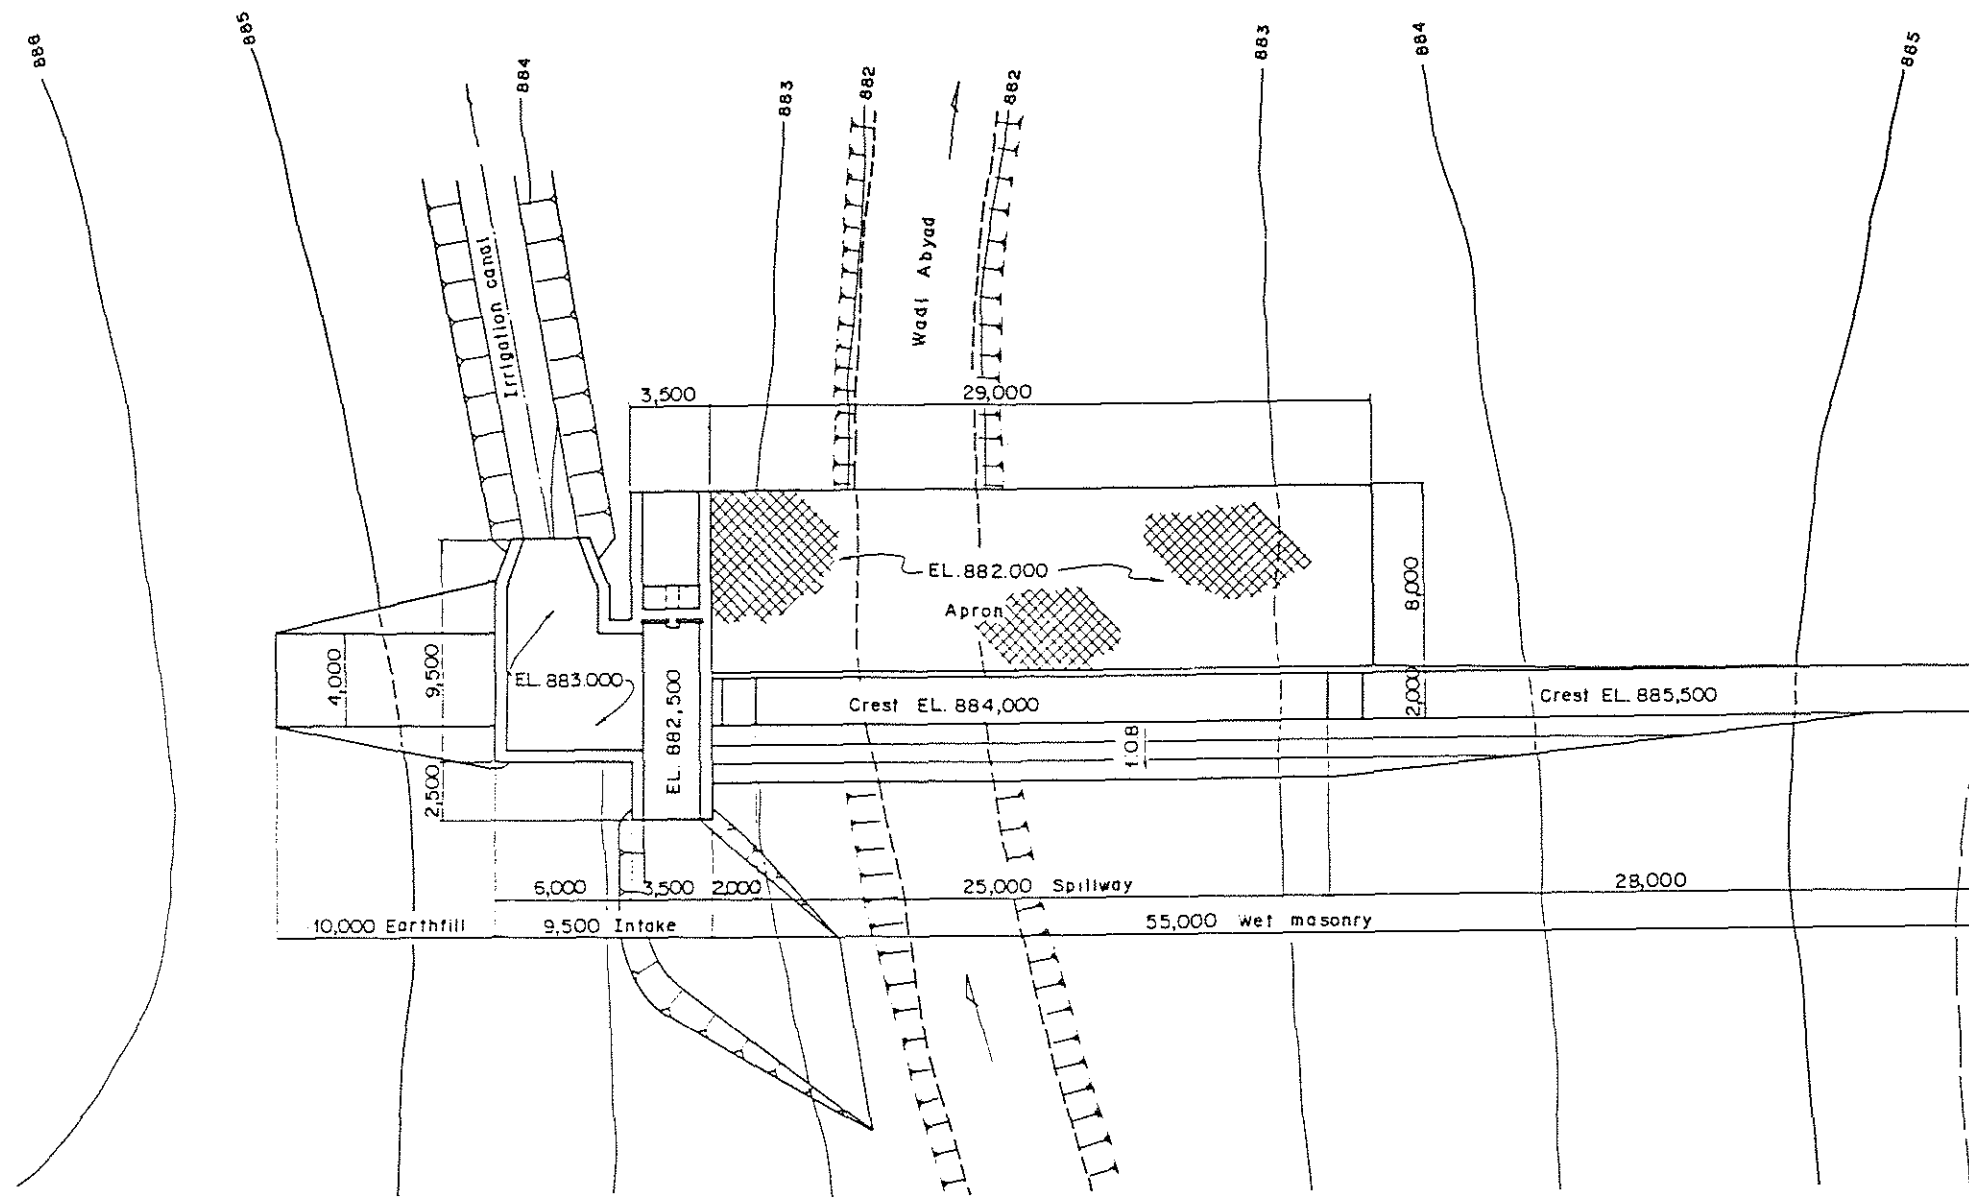 886
885
884
883
882
882
883
884
885
Irrigation canal
Wadi Abyad
3,500
29,000
EL.882.000
Apron
8,000
4,000
9,500
EL.883.000
EL. 882,500
Crest EL. 884,000
2,000
Crest EL. 885,500
1:0.8
2,500
6,000
3,500
2,000
25,000 Spillway
28,000
10,000 Earthfill
9,500 Intake
55,000 Wet masonry